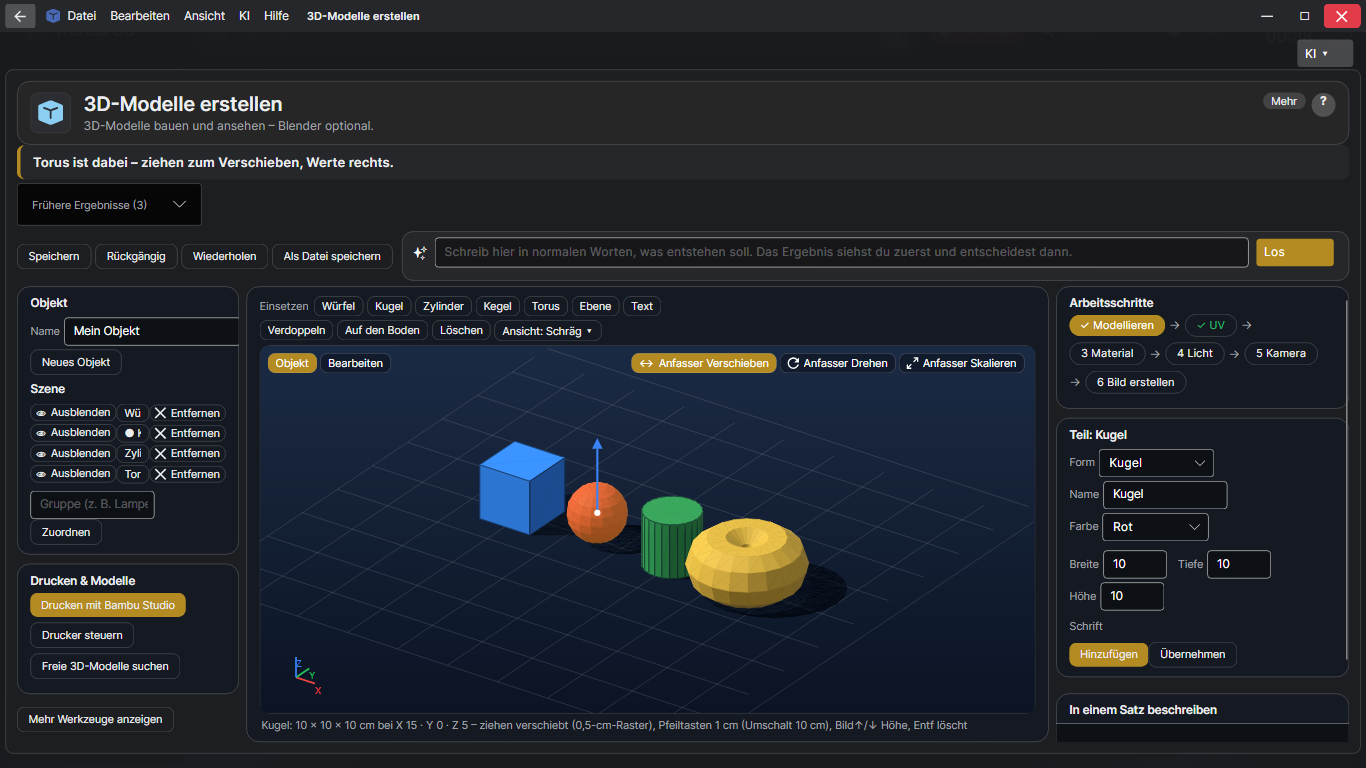 Datei Bearbeiten Ansicht KI Hilfe 3D-Modelle erstellen
KI
3D-Modelle erstellen
3D-Modelle bauen und ansehen – Blender optional.
Mehr ?
Torus ist dabei – ziehen zum Verschieben, Werte rechts.
Frühere Ergebnisse (3)
Speichern Rückgängig Wiederholen Als Datei speichern
Schreib hier in normalen Worten, was entstehen soll. Das Ergebnis siehst du zuerst und entscheidest dann.
Los
Objekt
Name Mein Objekt
Neues Objekt
Szene
Ausblenden Wü Entfernen
Ausblenden Entfernen
Ausblenden Zyli Entfernen
Ausblenden Tor Entfernen
Gruppe (z. B. Lampe
Zuordnen
Drucken & Modelle
Drucken mit Bambu Studio
Drucker steuern
Freie 3D-Modelle suchen
Mehr Werkzeuge anzeigen
Einsetzen Würfel Kugel Zylinder Kegel Torus Ebene Text
Verdoppeln Auf den Boden Löschen Ansicht: Schräg
Objekt Bearbeiten
Anfasser Verschieben Anfasser Drehen Anfasser Skalieren
Z
Y
X
Kugel: 10 × 10 × 10 cm bei X 15 · Y 0 · Z 5 – ziehen verschiebt (0,5-cm-Raster), Pfeiltasten 1 cm (Umschalt 10 cm), Bild↑/↓ Höhe, Entf löscht
Arbeitsschritte
✓ Modellieren → ✓ UV →
3 Material → 4 Licht → 5 Kamera
→ 6 Bild erstellen
Teil: Kugel
Form Kugel
Name Kugel
Farbe Rot
Breite 10 Tiefe 10
Höhe 10
Schrift
Hinzufügen Übernehmen
In einem Satz beschreiben